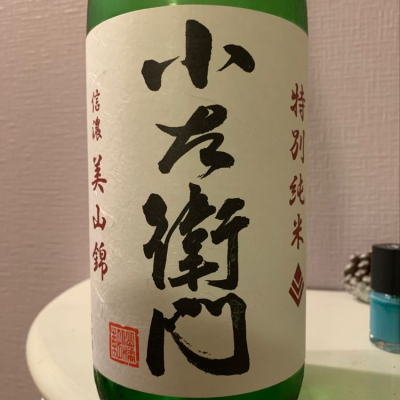 特別純米
小左衛門
信濃 美山錦